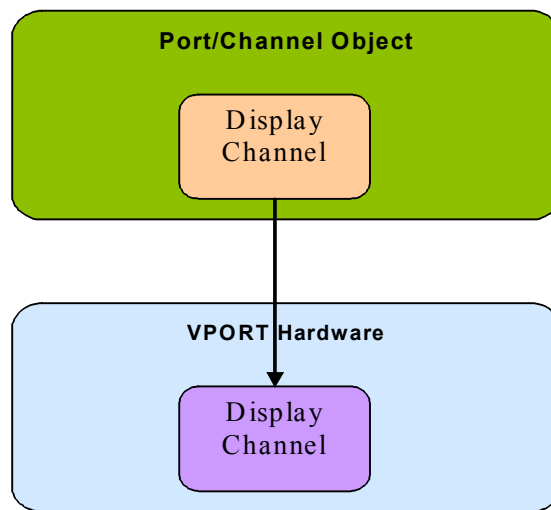 Port/Channel Object
Display
Channel
VPORT Hardware
Display
Channel